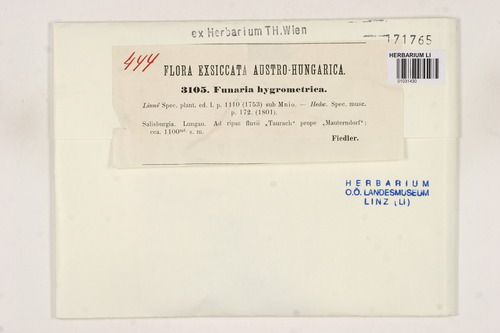 ex Herbarium TH.Wien
171765
HERBARIUM LI
01031430
444
FLORA EXSICCATA AUSTRO-HUNGARICA.
3105. Funaria hygrometrica.
Linné Spec. plant. ed. I. p. 1110 (1753) sub Mnio. — Hedw. Spec. musc.
p. 172. (1801).
Salisburgia. Lungau. Ad ripas fluvii „Taurach“ prope „Mauterndorf“;
cca. 1100 s. m.
Fiedler.
HERBARIUM
O.Ö. LANDESMUSEUM
LINZ (LI)